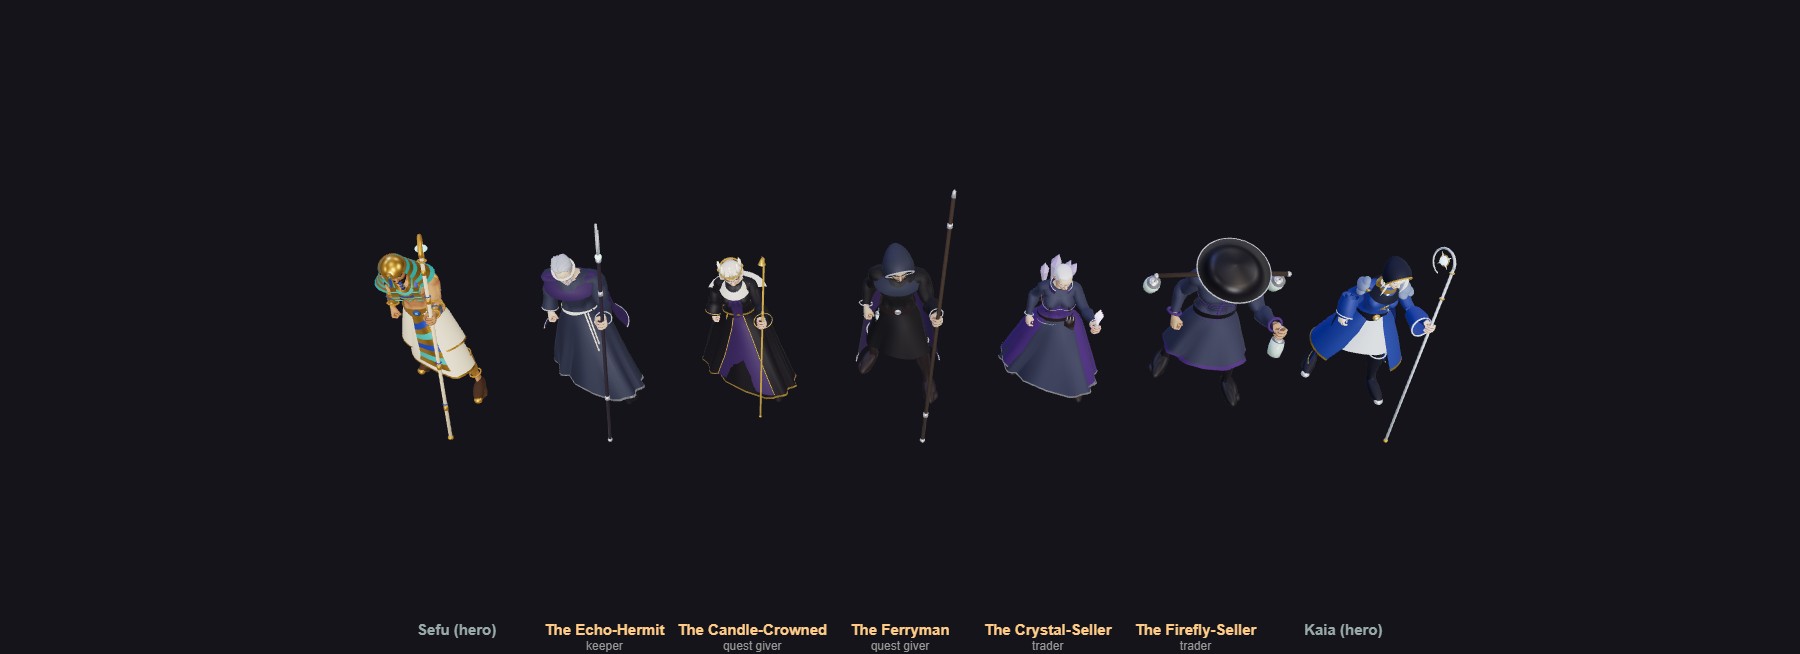 Sefu (hero)
The Echo-Hermit
keeper
The Candle-Crowned
quest giver
The Ferryman
quest giver
The Crystal-Seller
trader
The Firefly-Seller
trader
Kaia (hero)